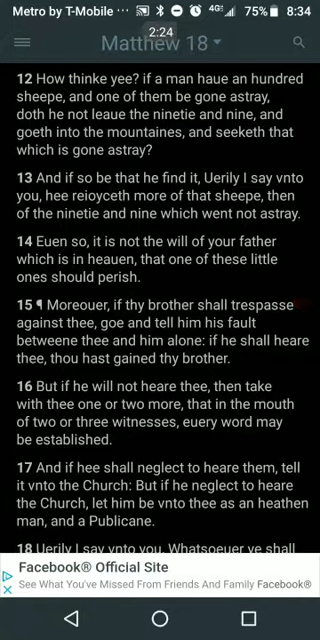 Metro by T-Mobile ··· 4G 75% 8:34
2:24
Matthew 18
12 How thinke yee? if a man haue an hundred
sheepe, and one of them be gone astray,
doth he not leaue the ninetie and nine, and
goeth into the mountaines, and seeketh that
which is gone astray?
13 And if so be that he find it, Uerily I say vnto
you, hee reioyceth more of that sheepe, then
of the ninetie and nine which went not astray.
14 Euen so, it is not the will of your father
which is in heauen, that one of these little
ones should perish.
15 ¶ Moreouer, if thy brother shall trespasse
against thee, goe and tell him his fault
betweene thee and him alone: if he shall heare
thee, thou hast gained thy brother.
16 But if he will not heare thee, then take
with thee one or two more, that in the mouth
of two or three witnesses, euery word may
be established.
17 And if hee shall neglect to heare them, tell
it vnto the Church: But if he neglect to heare
the Church, let him be vnto thee as an heathen
man, and a Publicane.
18 Uerily I say vnto you, Whatsoeuer ye shall
Facebook® Official Site
See What You've Missed From Friends And Family Facebook®